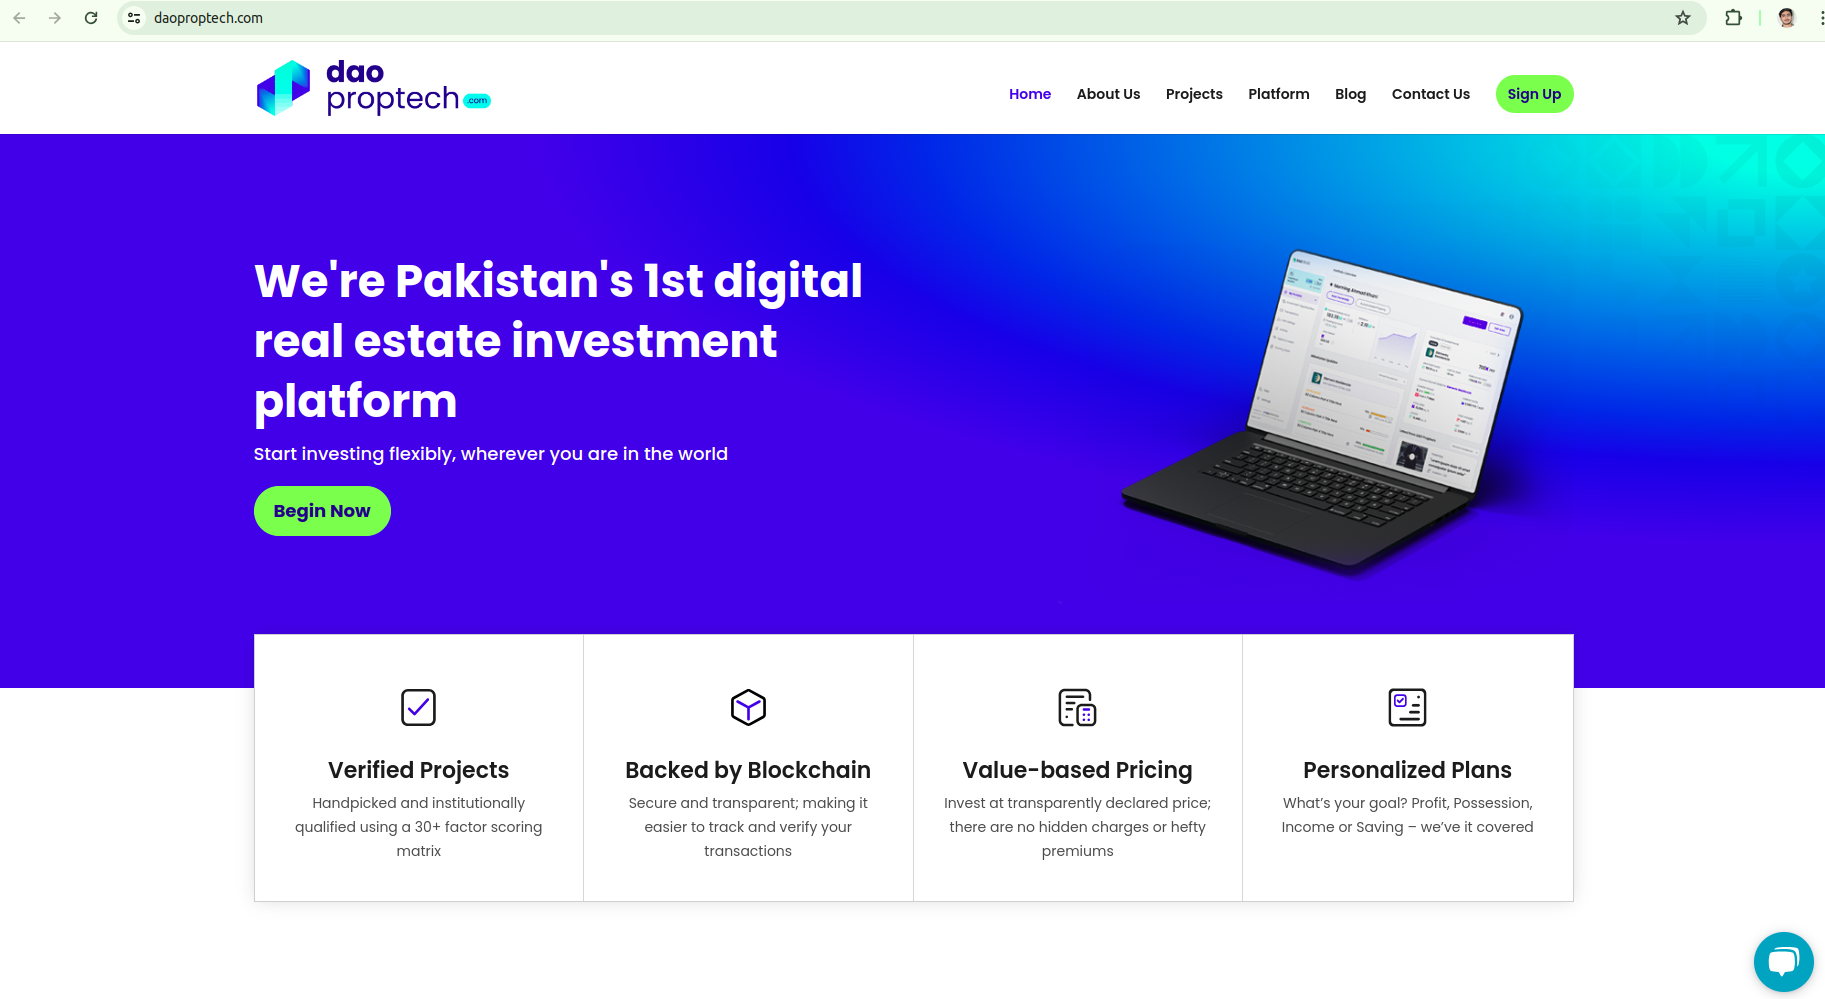 daoproptech.com
dao
proptech .com
Home About Us Projects Platform Blog Contact Us Sign Up
We're Pakistan's 1st digital
real estate investment
platform
Start investing flexibly, wherever you are in the world
Begin Now
Verified Projects
Handpicked and institutionally
qualified using a 30+ factor scoring
matrix
Backed by Blockchain
Secure and transparent; making it
easier to track and verify your
transactions
Value-based Pricing
Invest at transparently declared price;
there are no hidden charges or hefty
premiums
Personalized Plans
What’s your goal? Profit, Possession,
Income or Saving – we’ve it covered